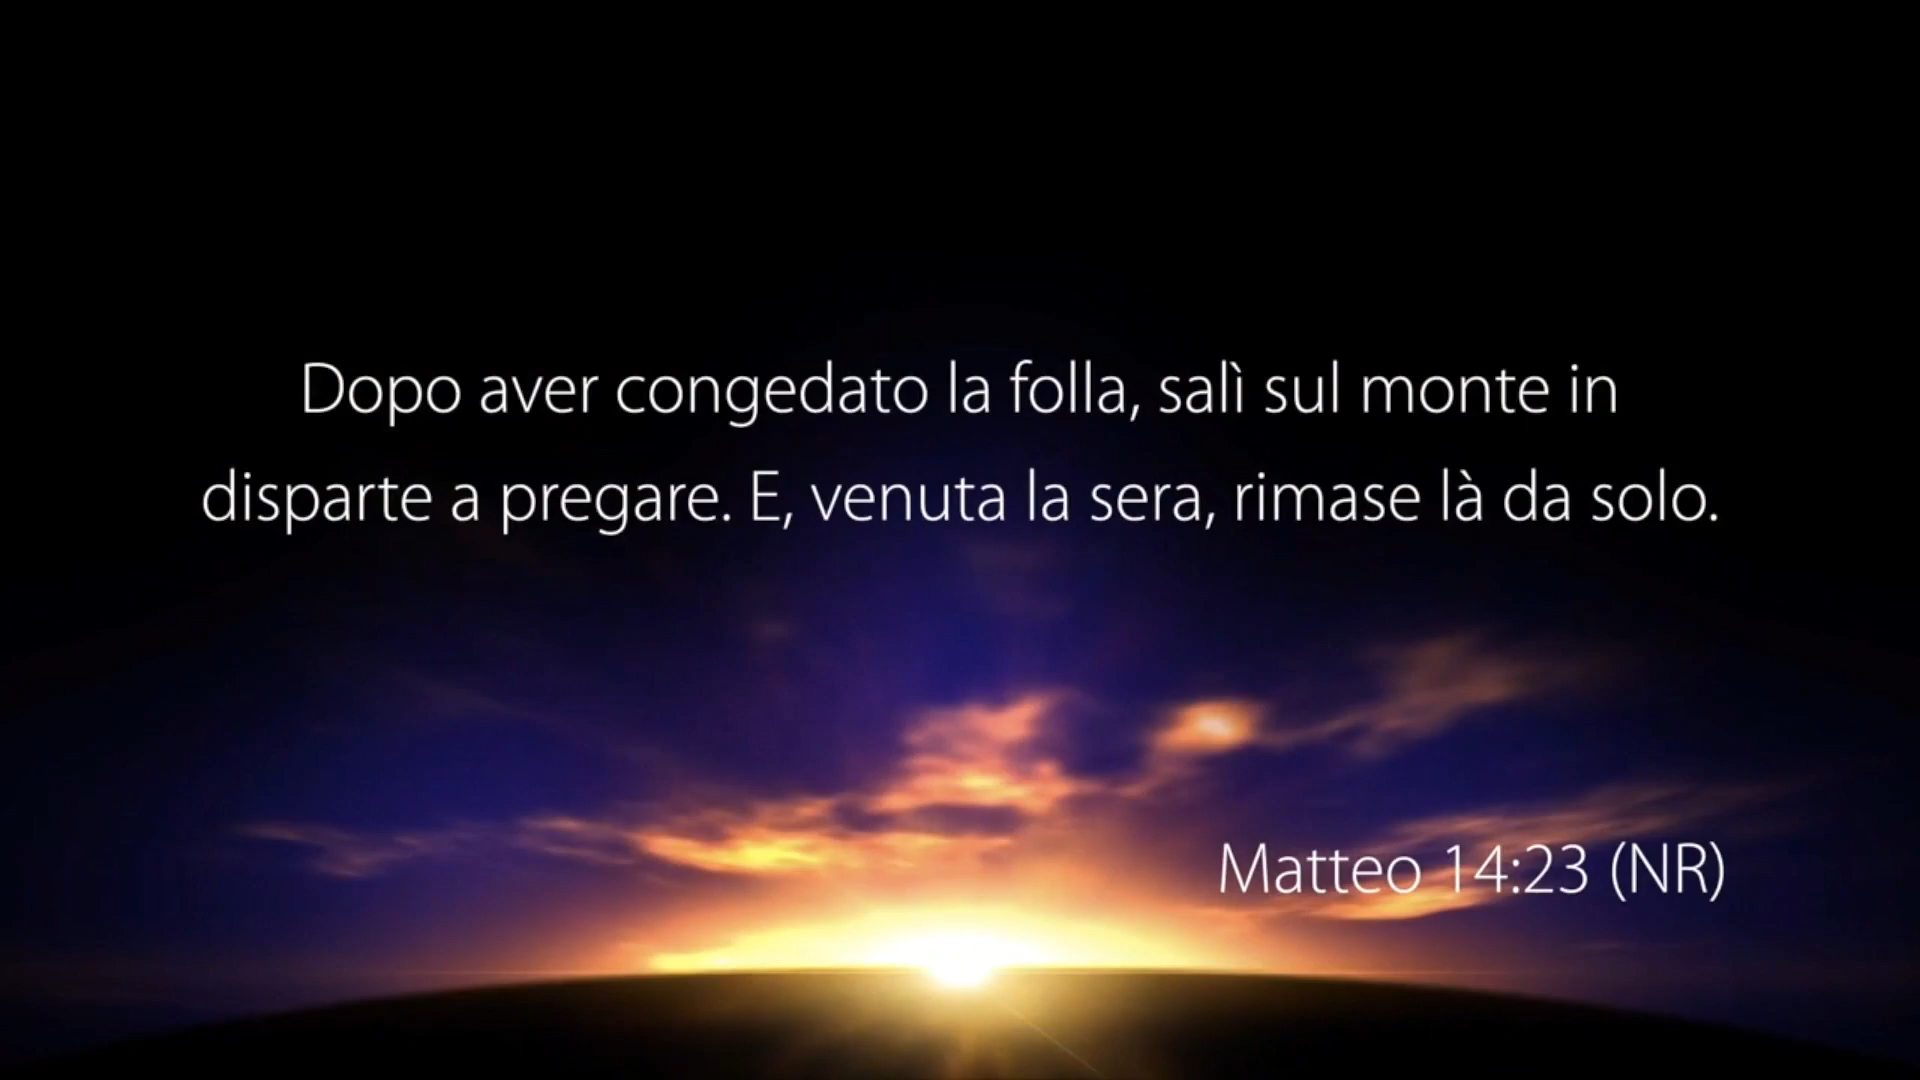 Dopo aver congedato la folla, salì sul monte in
disparte a pregare. E, venuta la sera, rimase là da solo.
Matteo 14:23 (NR)